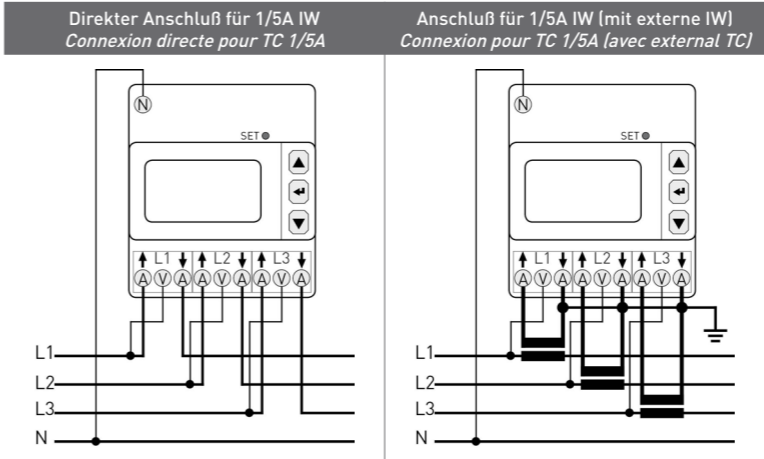 Direkter Anschluß für 1/5A IW
Connexion directe pour TC 1/5A
Anschluß für 1/5A IW (mit externe IW)
Connexion pour TC 1/5A (avec external TC)
N
SET
L1 L2 L3
A V A A V A A V A
L1
L2
L3
N
N
SET
L1 L2 L3
A V A A V A A V A
L1
L2
L3
N